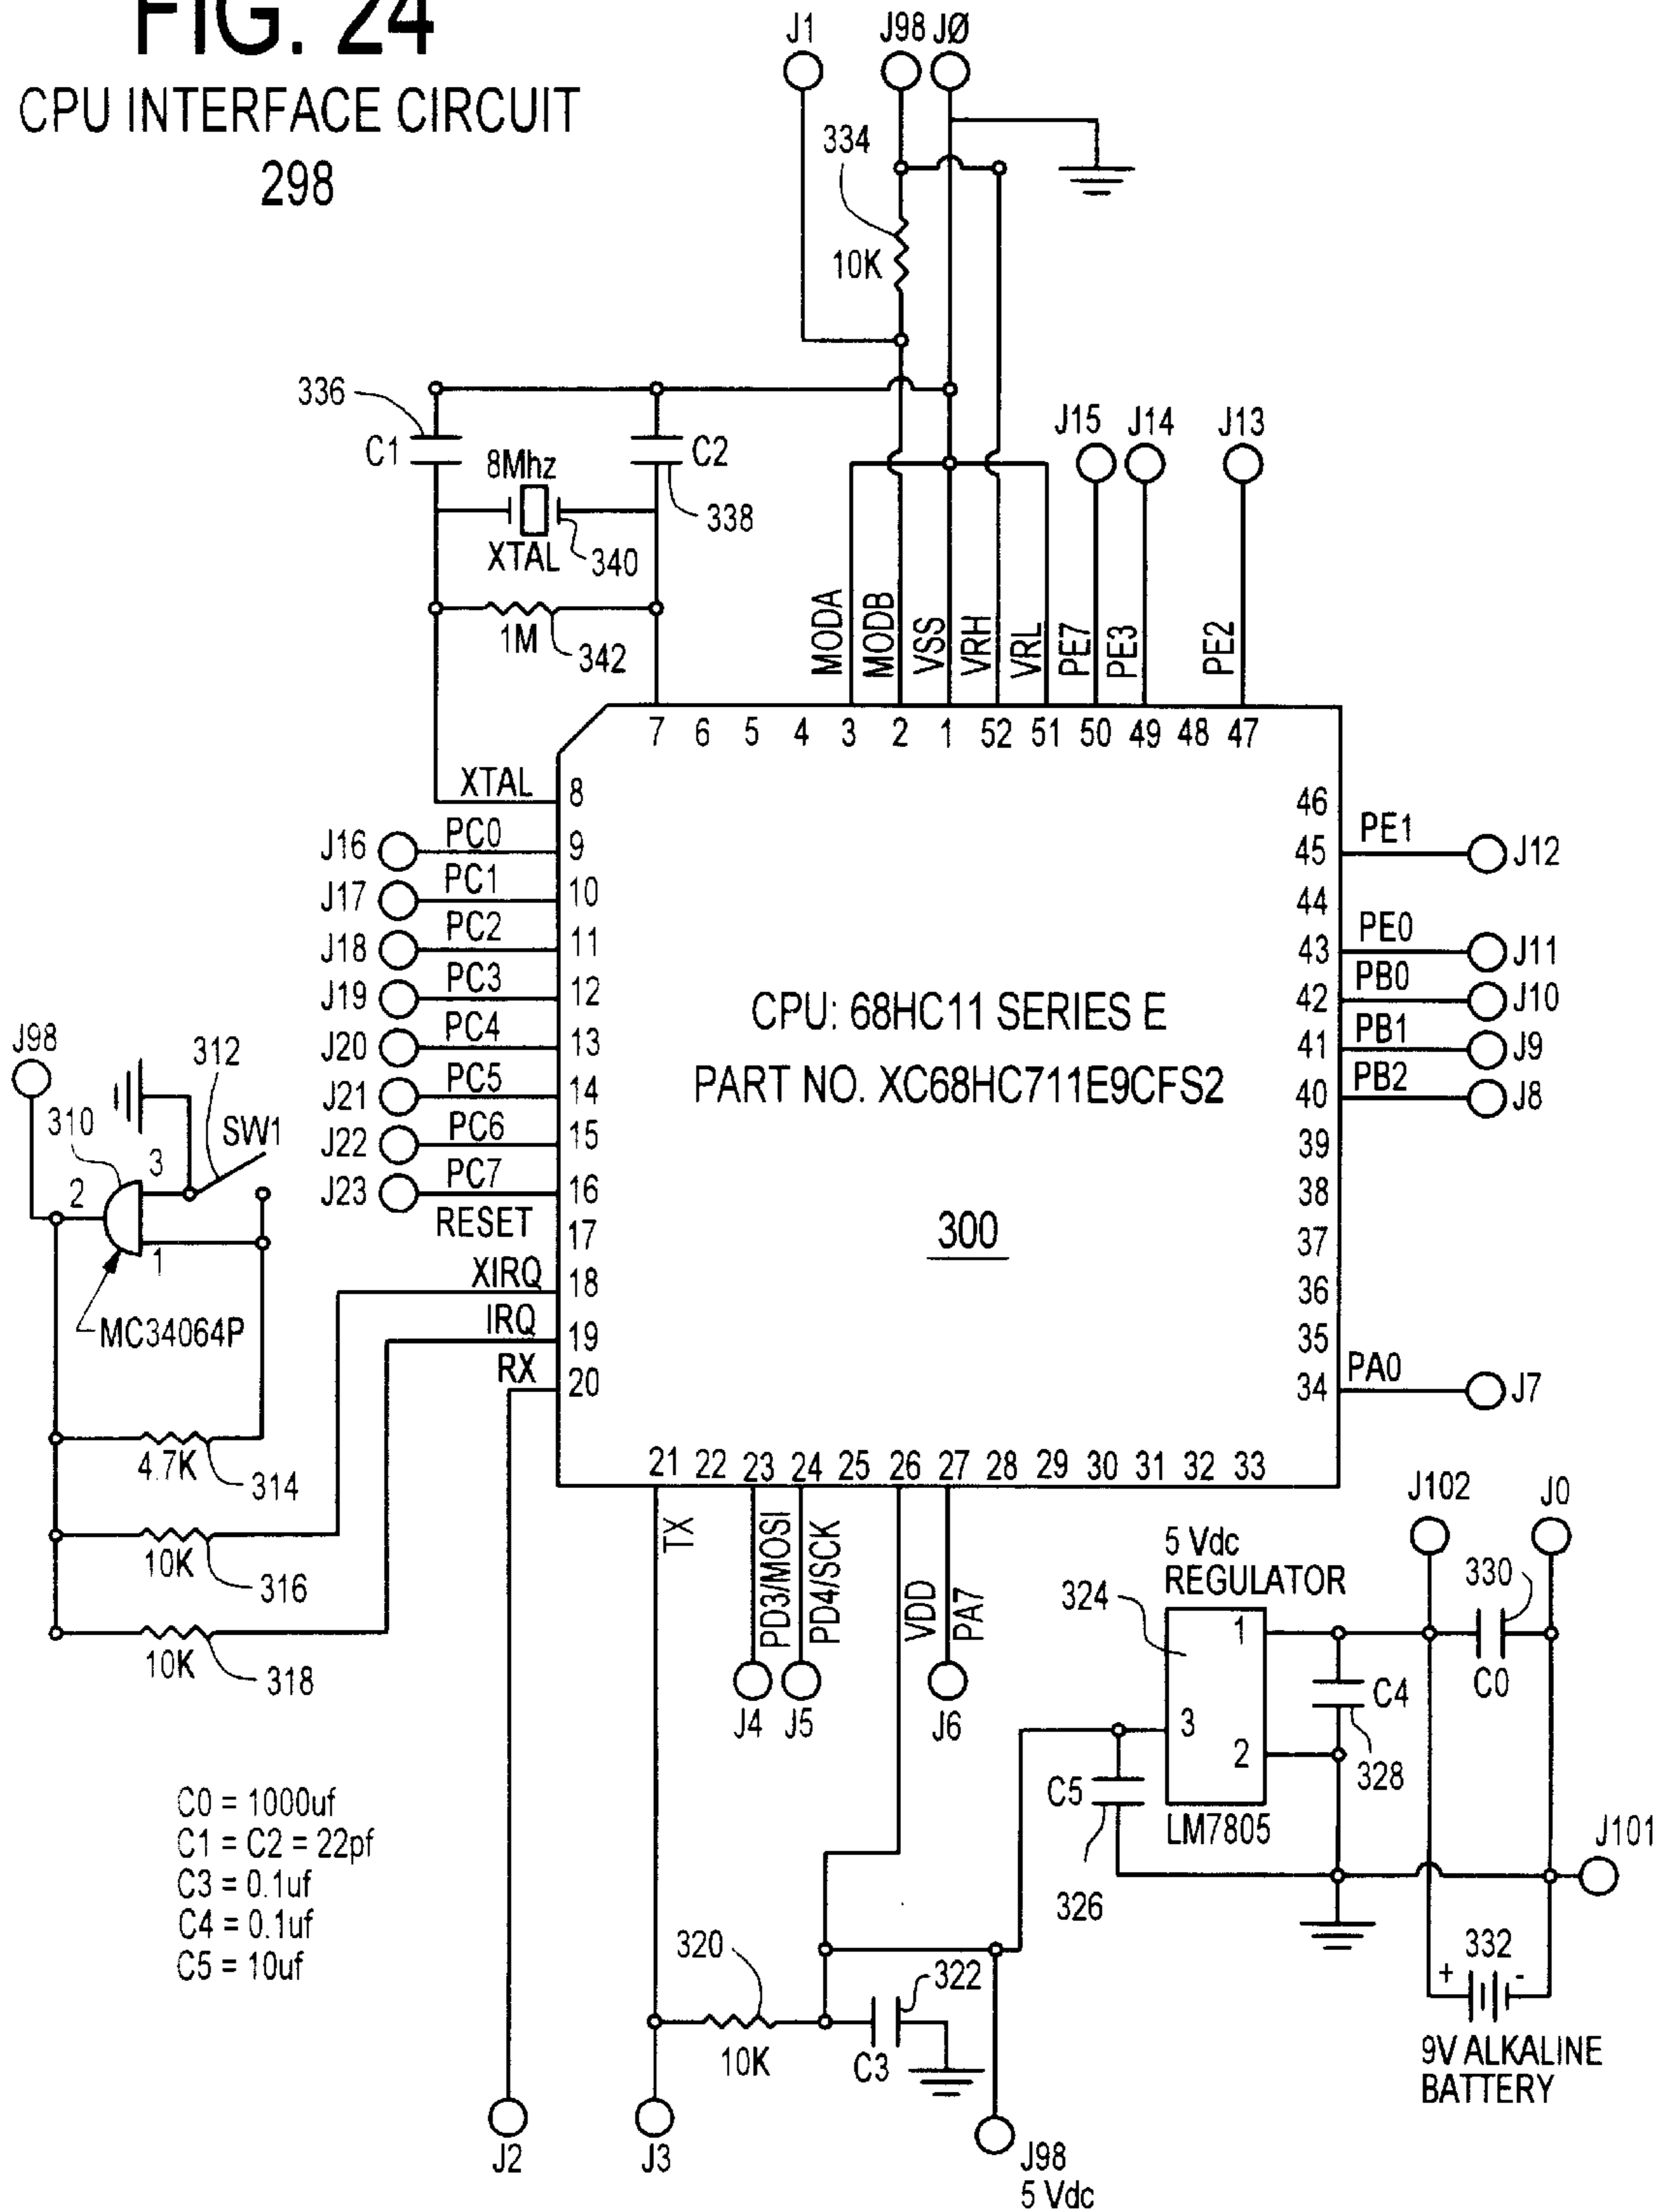 FIG. 24
CPU INTERFACE CIRCUIT
298
J1
J98
JØ
334
10K
336
C1
8Mhz
C2
338
XTAL
340
1M
342
J15
J14
J13
MODA
MODB
VSS
VRH
VRL
PE7
PE3
PE2
7 6 5 4 3 2 1 52 51 50 49 48 47
XTAL
8
J16 PC0 9
J17 PC1 10
J18 PC2 11
J19 PC3 12
J20 PC4 13
J21 PC5 14
J22 PC6 15
J23 PC7 16
RESET 17
XIRQ 18
IRQ 19
RX 20
46
45 PE1 J12
44
43 PE0 J11
42 PB0 J10
41 PB1 J9
40 PB2 J8
39
38
37
36
35
34 PA0 J7
CPU: 68HC11 SERIES E
PART NO. XC68HC711E9CFS2
300
J98
312
310
SW1
3
2
1
MC34064P
4.7K
314
10K
316
10K
318
21 22 23 24 25 26 27 28 29 30 31 32 33
TX
PD3/MOSI
PD4/SCK
VDD
PA7
J4
J5
J6
J102
J0
5 Vdc
REGULATOR
324
330
1
C0
3
C4
2
328
C5
LM7805
326
J101
332
+
-
9V ALKALINE
BATTERY
C0 = 1000uf
C1 = C2 = 22pf
C3 = 0.1uf
C4 = 0.1uf
C5 = 10uf
320
322
10K
C3
J2
J3
J98
5 Vdc